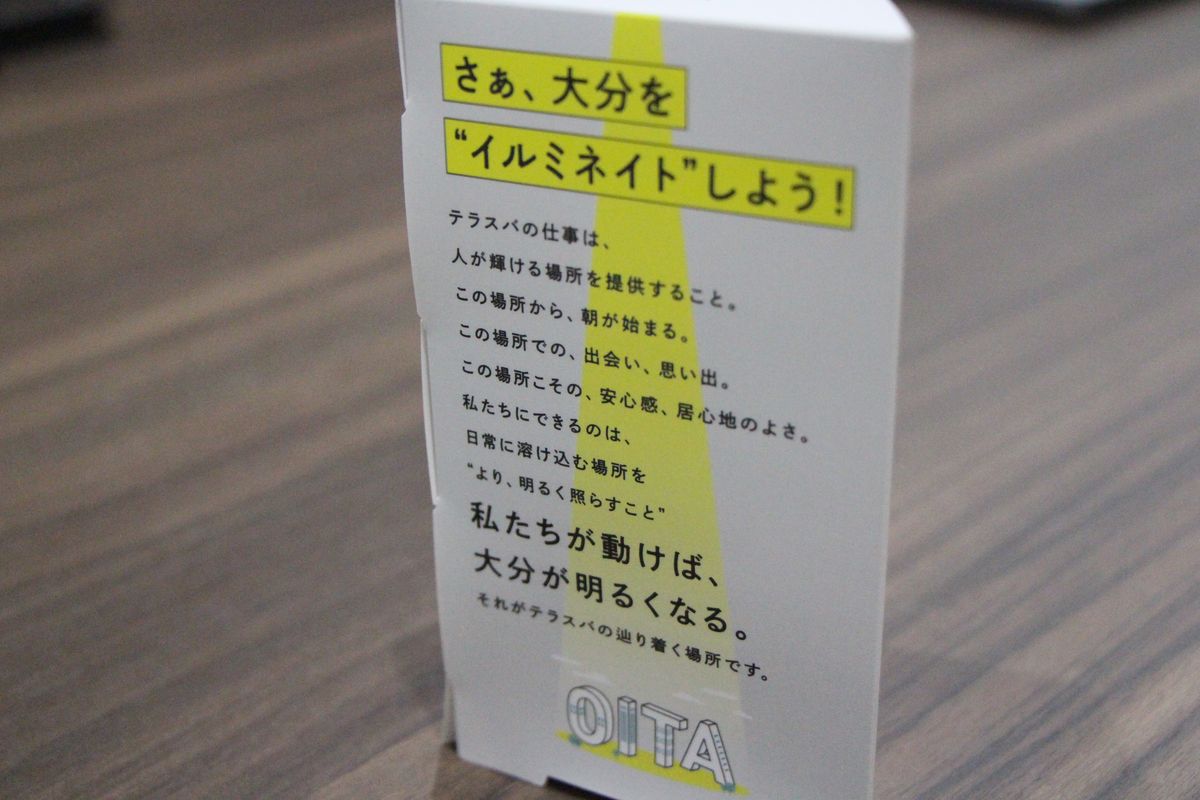 さぁ、大分を
“イルミネイト”しよう!
テラスバの仕事は、
人が輝ける場所を提供すること。
この場所から、朝が始まる。
この場所での、出会い、思い出。
この場所こその、安心感、居心地のよさ。
私たちにできるのは、
日常に溶け込む場所を
“より、明るく照らすこと”
私たちが動けば、
大分が明るくなる。
それがテラスバの辿り着く場所です。
OITA